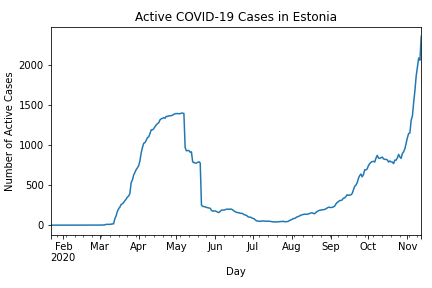 Active COVID-19 Cases in Estonia
Number of Active Cases
2000
1500
1000
500
0
Feb Mar Apr May Jun Jul Aug Sep Oct Nov
2020
Day